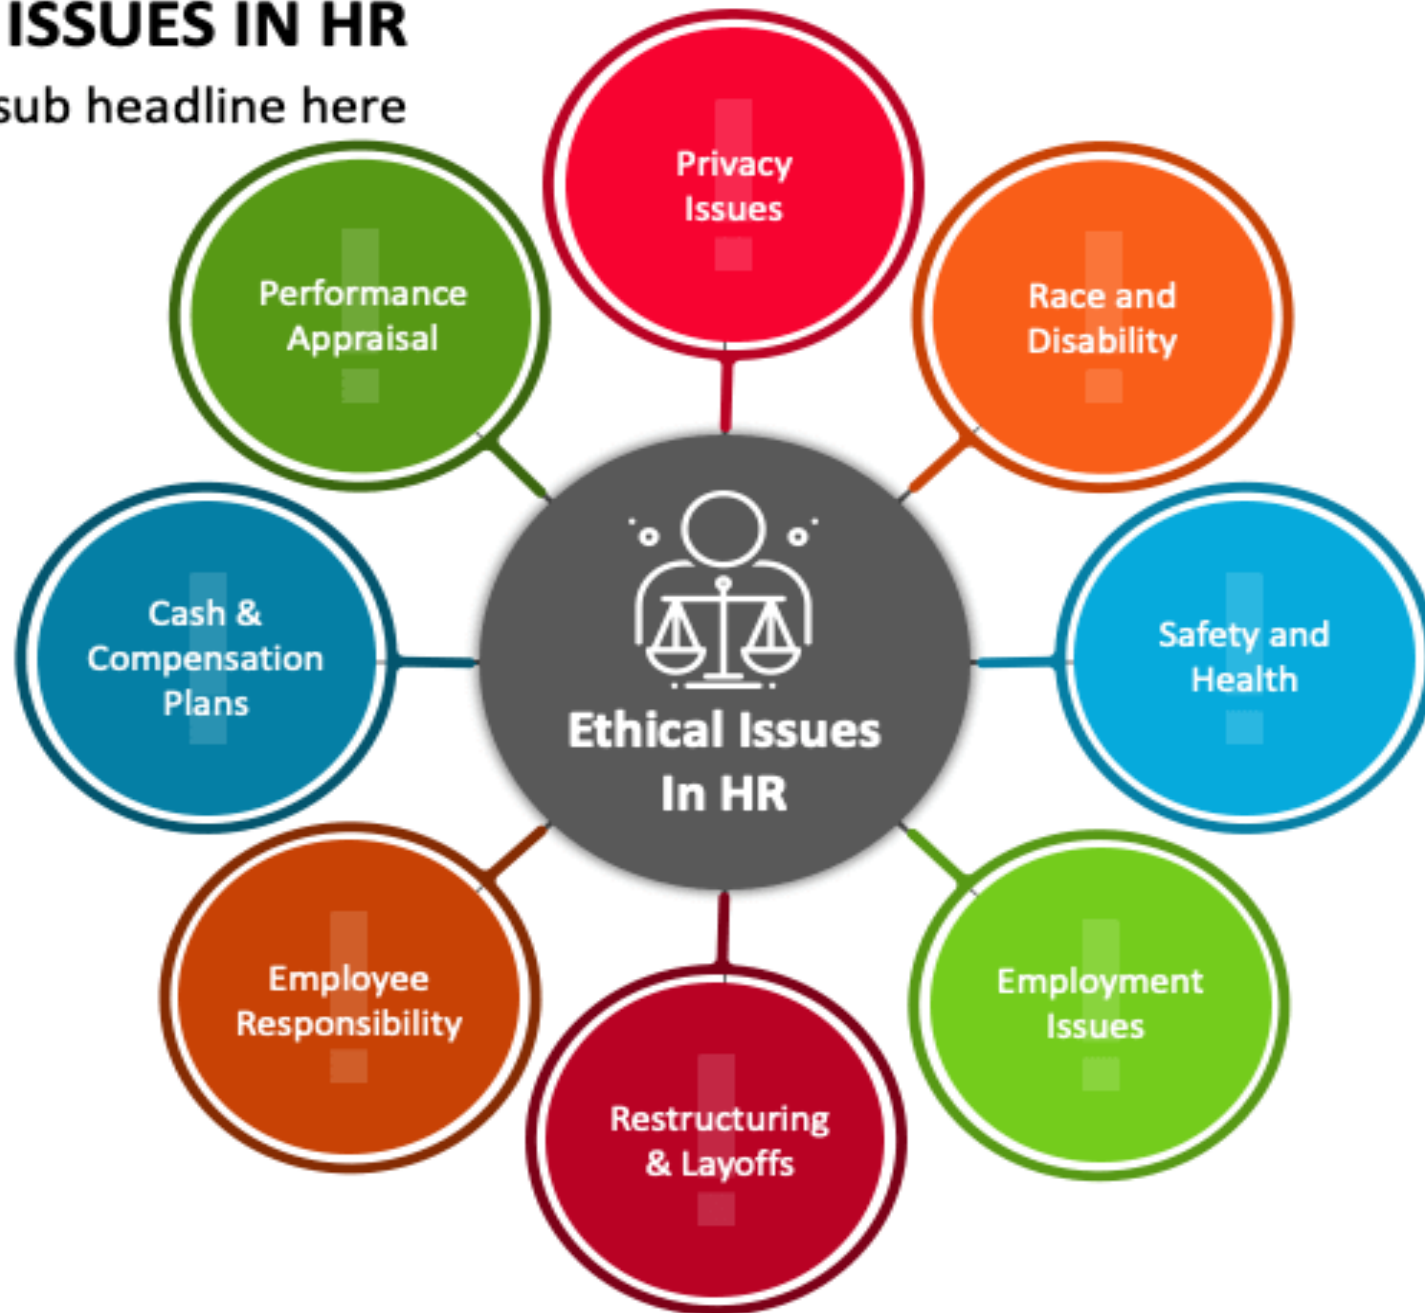 ISSUES IN HR
sub headline here
Privacy
Issues
Race and
Disability
Safety and
Health
Employment
Issues
Restructuring
& Layoffs
Employee
Responsibility
Cash &
Compensation
Plans
Performance
Appraisal
Ethical Issues
In HR